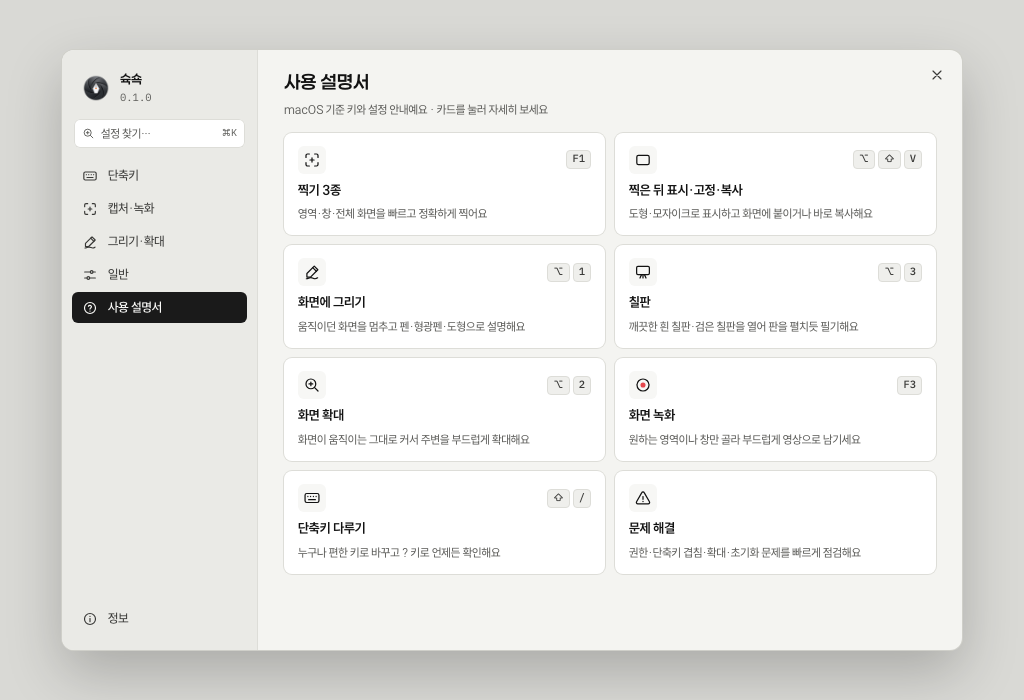 슉슉
0.1.0
설정 찾기…
⌘K
단축키
캡처·녹화
그리기·확대
일반
사용 설명서
정보
사용 설명서
macOS 기준 키와 설정 안내예요 · 카드를 눌러 자세히 보세요
F1
찍기 3종
영역·창·전체 화면을 빠르고 정확하게 찍어요
⌥ ⇧ V
찍은 뒤 표시·고정·복사
도형·모자이크로 표시하고 화면에 붙이거나 바로 복사해요
⌥ 1
화면에 그리기
움직이던 화면을 멈추고 펜·형광펜·도형으로 설명해요
⌥ 3
칠판
깨끗한 흰 칠판·검은 칠판을 열어 판을 펼치듯 필기해요
⌥ 2
화면 확대
화면이 움직이는 그대로 커서 주변을 부드럽게 확대해요
F3
화면 녹화
원하는 영역이나 창만 골라 부드럽게 영상으로 남기세요
⇧ /
단축키 다루기
누구나 편한 키로 바꾸고 ? 키로 언제든 확인해요
문제 해결
권한·단축키 겹침·확대·초기화 문제를 빠르게 점검해요